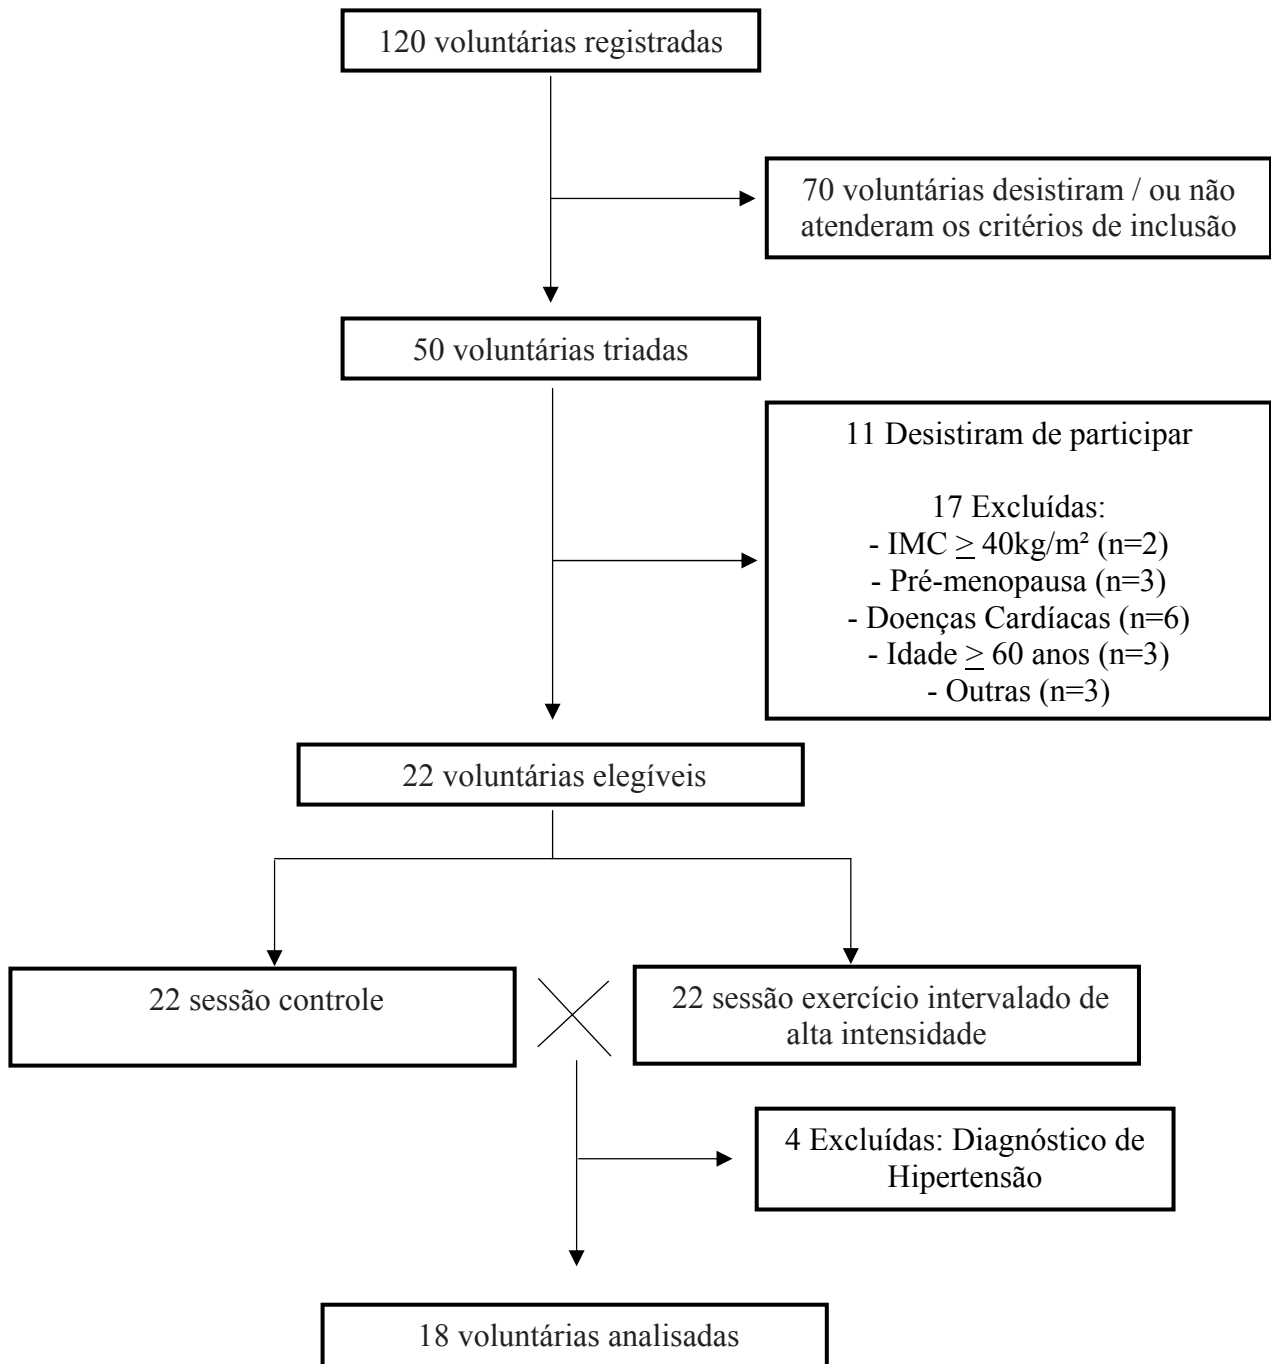 120 voluntárias registradas
70 voluntárias desistiram / ou não
atenderam os critérios de inclusão
50 voluntárias triadas
11 Desistiram de participar
17 Excluídas:
- IMC ≥ 40kg/m² (n=2)
- Pré-menopausa (n=3)
- Doenças Cardíacas (n=6)
- Idade ≥ 60 anos (n=3)
- Outras (n=3)
22 voluntárias elegíveis
22 sessão controle
22 sessão exercício intervalado de
alta intensidade
4 Excluídas: Diagnóstico de
Hipertensão
18 voluntárias analisadas